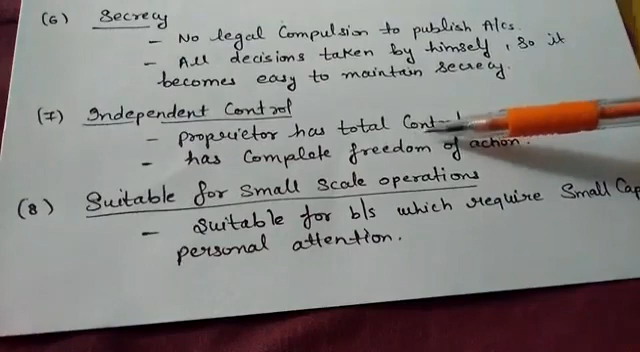 (6) Secrecy
- No legal Compulsion to publish A/cs.
- All decisions taken by himself, so it
becomes easy to maintain secrecy.
(7) Independent Control
- proprietor has total
- has Complate freedom of action.
(8) Suitable for Small Scale operations
- Suitable for b/s which require Small Cap
personal attention.